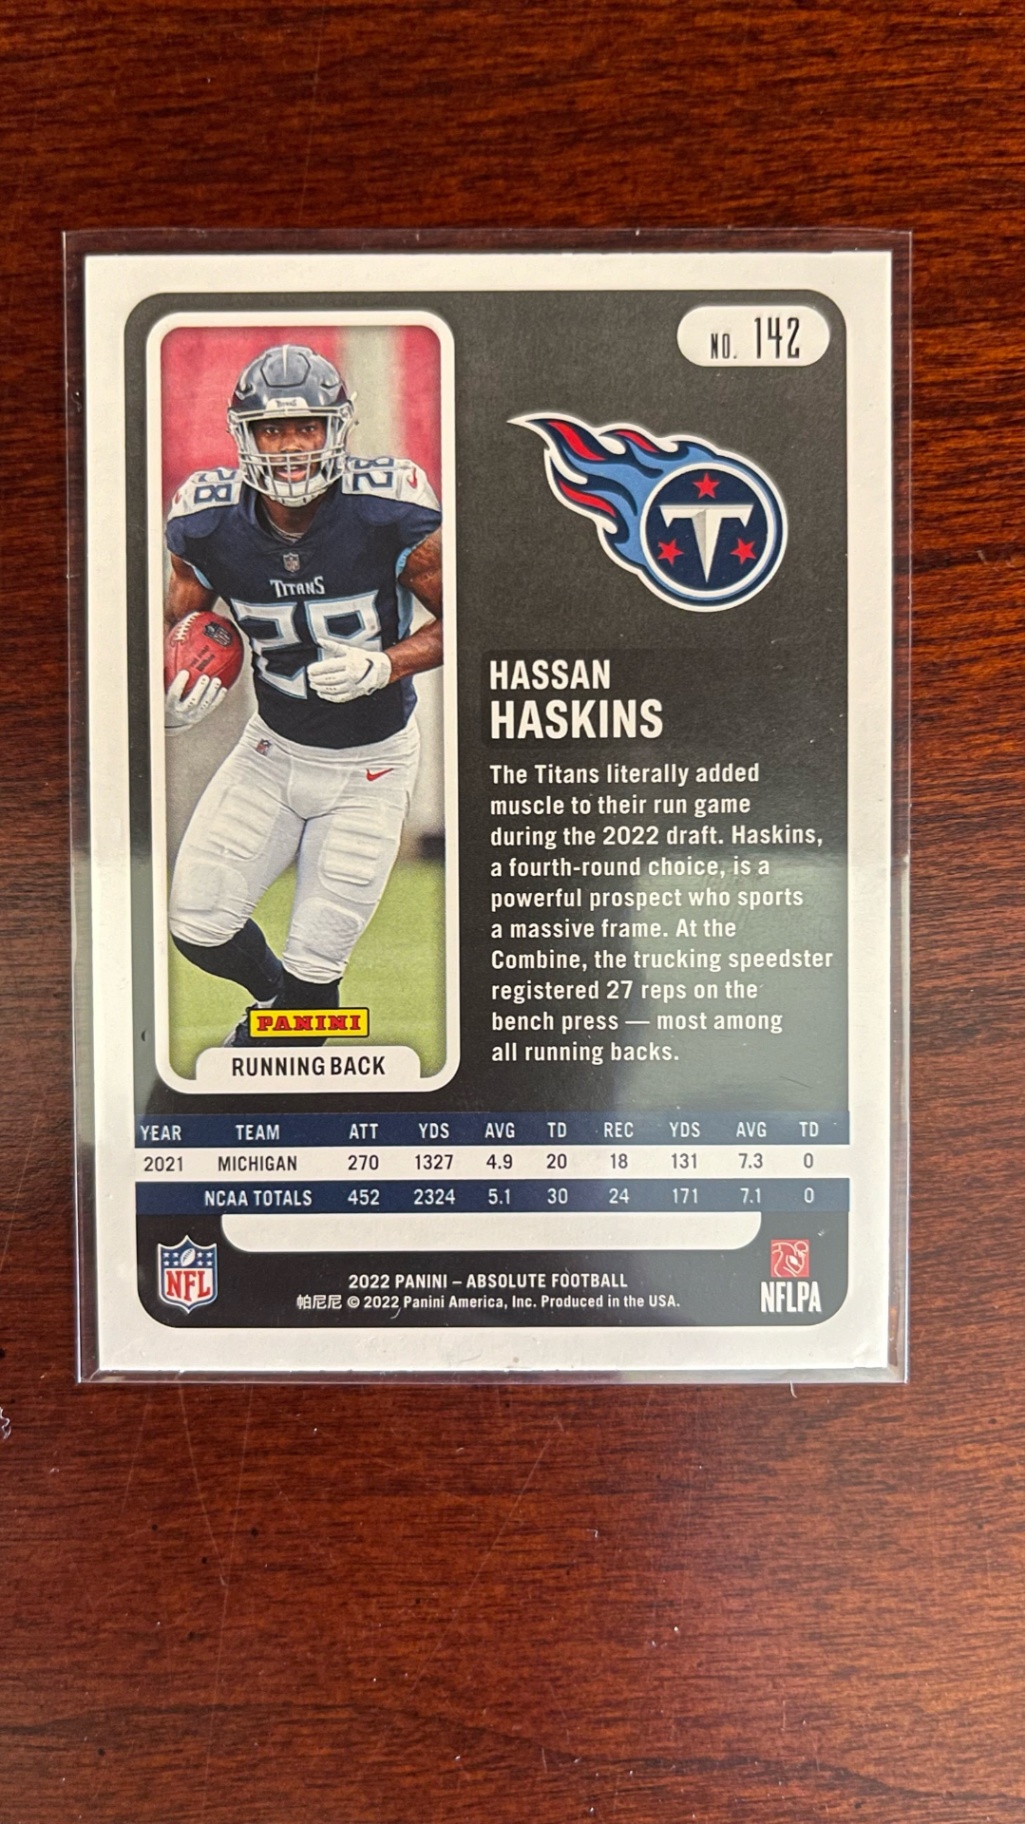 NO. 142
28
28
TITANS
TITANS
28
T
HASSAN
HASKINS
The Titans literally added
muscle to their run game
during the 2022 draft. Haskins,
a fourth-round choice, is a
powerful prospect who sports
a massive frame. At the
Combine, the trucking speedster
registered 27 reps on the
bench press — most among
all running backs.
PANINI
RUNNING BACK
YEAR TEAM ATT YDS AVG TD REC YDS AVG TD
2021 MICHIGAN 270 1327 4.9 20 18 131 7.3 0
NCAA TOTALS 452 2324 5.1 30 24 171 7.1 0
NFL
2022 PANINI – ABSOLUTE FOOTBALL
帕尼尼 © 2022 Panini America, Inc. Produced in the USA.
NFLPA